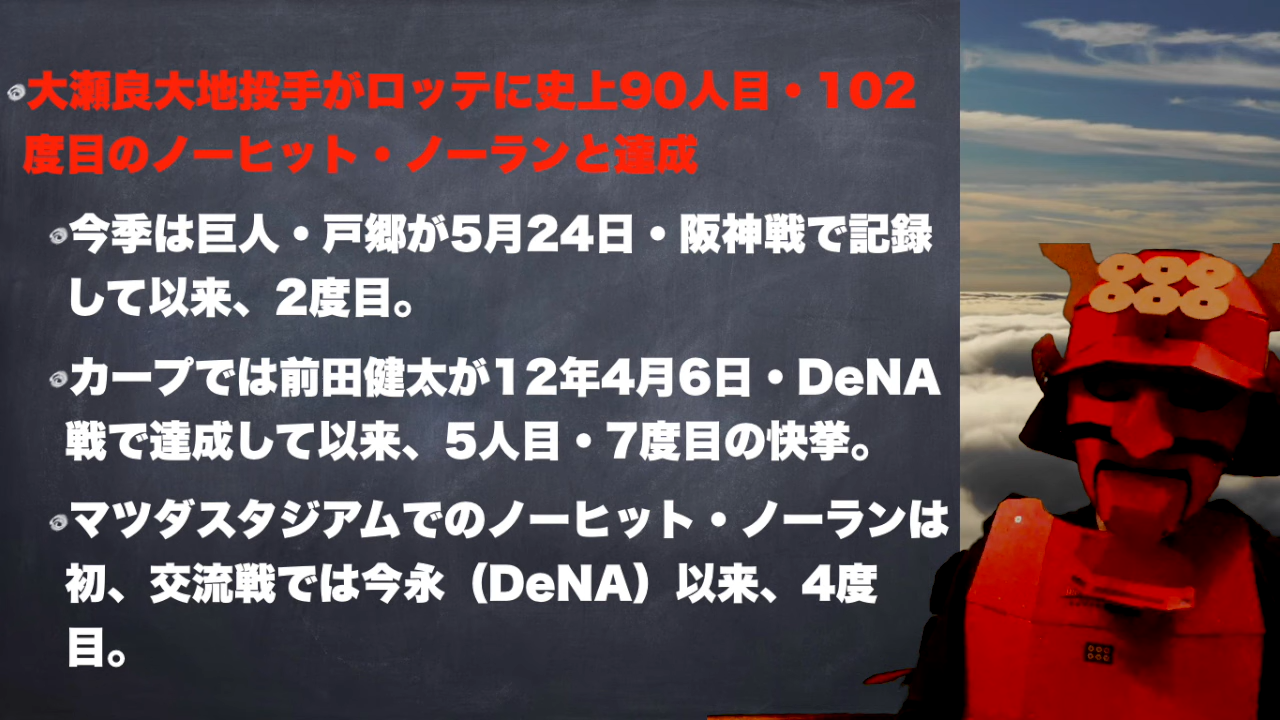 大瀬良大地投手がロッテに史上90人目・102
度目のノーヒット・ノーランと達成
今季は巨人・戸郷が5月24日・阪神戦で記録
して以来、2度目。
カープでは前田健太が12年4月6日・DeNA
戦で達成して以来、5人目・7度目の快挙。
マツダスタジアムでのノーヒット・ノーランは
初、交流戦では今永（DeNA）以来、4度
目。